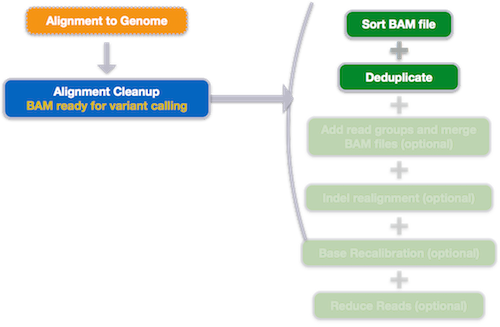 Alignment to Genome
Alignment Cleanup
BAM ready for variant calling
Sort BAM file
+
Deduplicate
+
Add read groups and merge
BAM files (optional)
+
Indel realignment (optional)
+
Base Recalibration (optional)
+
Reduce Reads (optional)